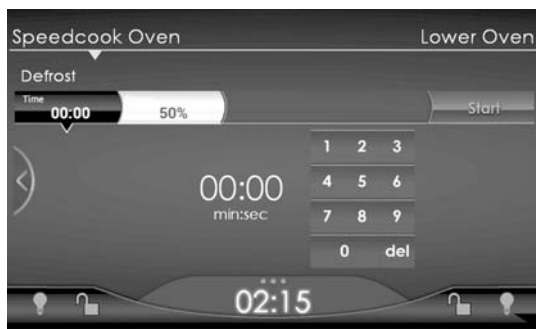 Speedcook Oven Lower Oven
Defrost
Time
00:00 50% Start
1 2 3
00:00 4 5 6
min:sec 7 8 9
0 del
02:15